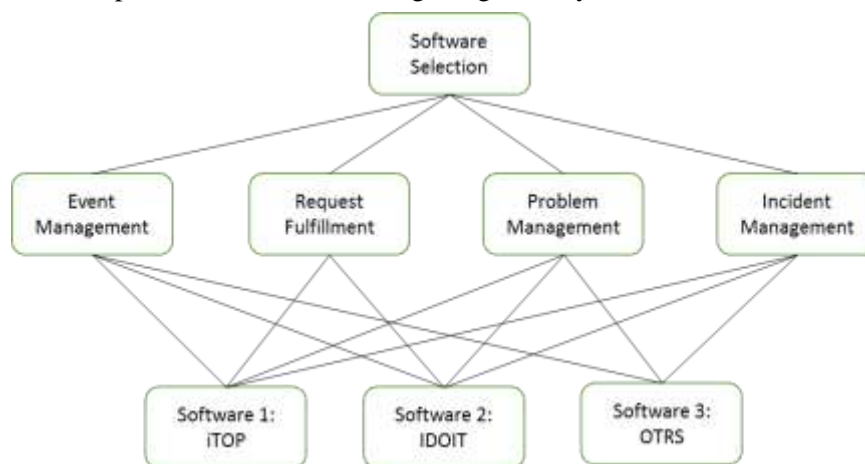 Software
Selection
Event
Management
Request
Fulfillment
Problem
Management
Incident
Management
Software 1:
iTOP
Software 2:
IDOIT
Software 3:
OTRS